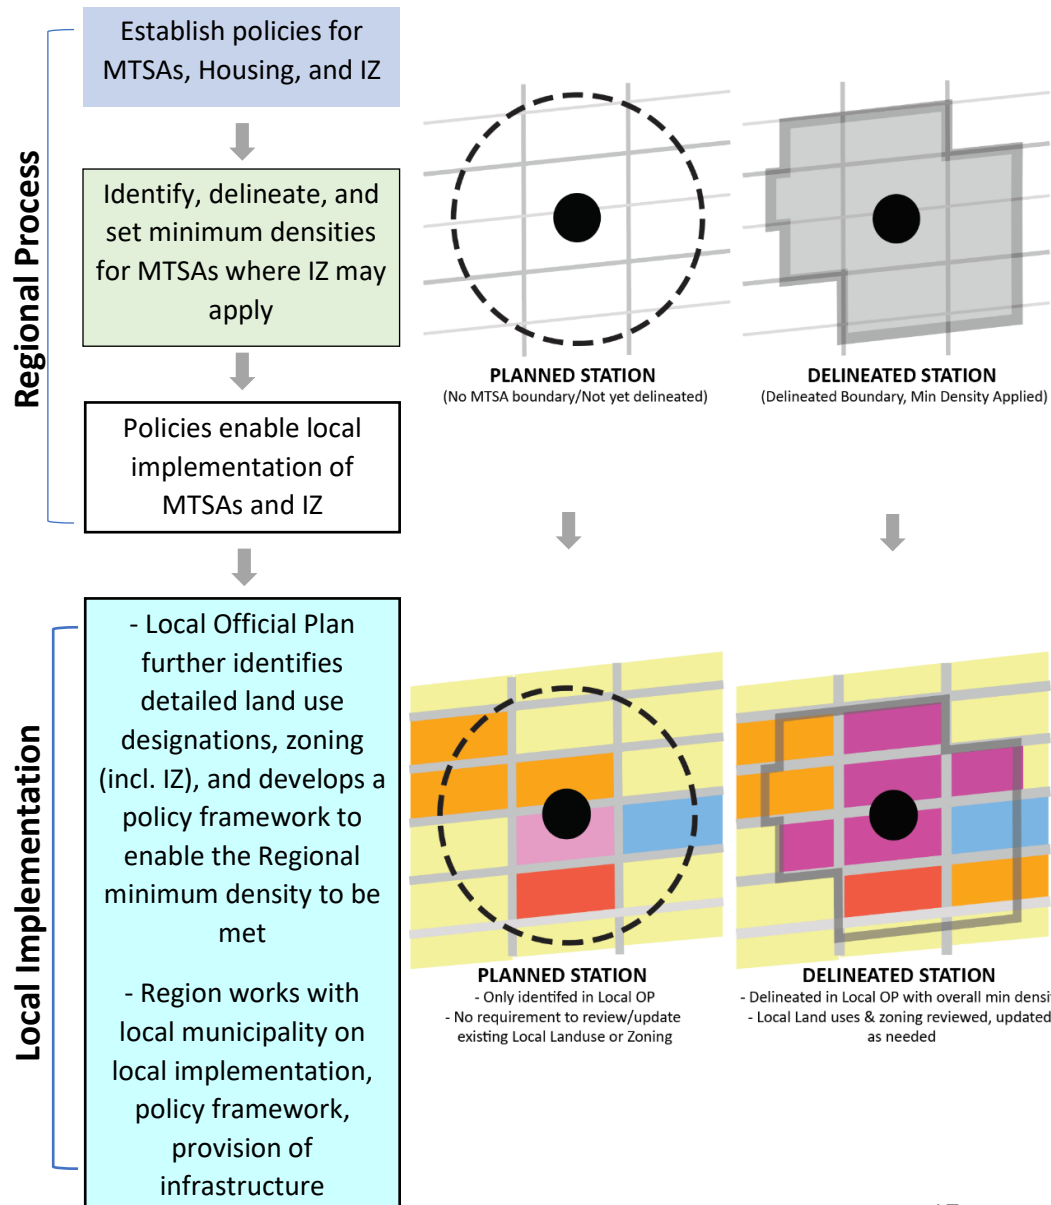 Regional Process
Establish policies for
MTSAs, Housing, and IZ
Identify, delineate, and
set minimum densities
for MTSAs where IZ may
apply
Policies enable local
implementation of
MTSAs and IZ
PLANNED STATION
(No MTSA boundary/Not yet delineated)
DELINEATED STATION
(Delineated Boundary, Min Density Applied)
Local Implementation
- Local Official Plan
further identifies
detailed land use
designations, zoning
(incl. IZ), and develops a
policy framework to
enable the Regional
minimum density to be
met
- Region works with
local municipality on
local implementation,
policy framework,
provision of
infrastructure
PLANNED STATION
- Only identifed in Local OP
- No requirement to review/update
existing Local Landuse or Zoning
DELINEATED STATION
- Delineated in Local OP with overall min densit
- Local Land uses & zoning reviewed, updated
as needed